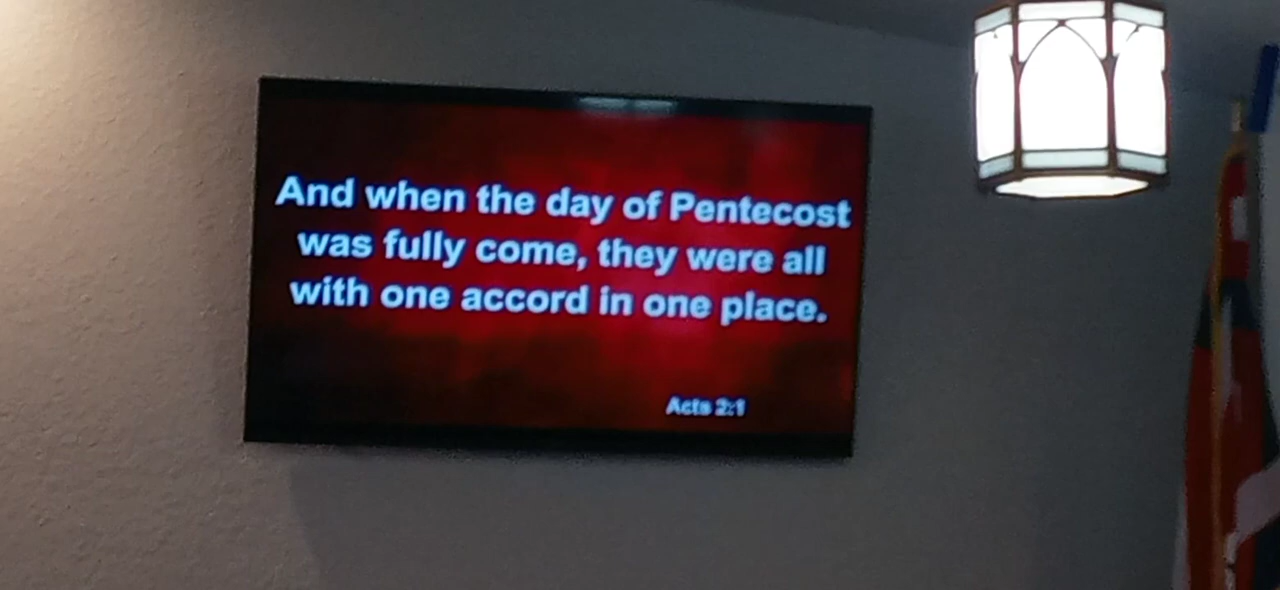 And when the day of Pentecost
was fully come, they were all
with one accord in one place.
Acts 2:1